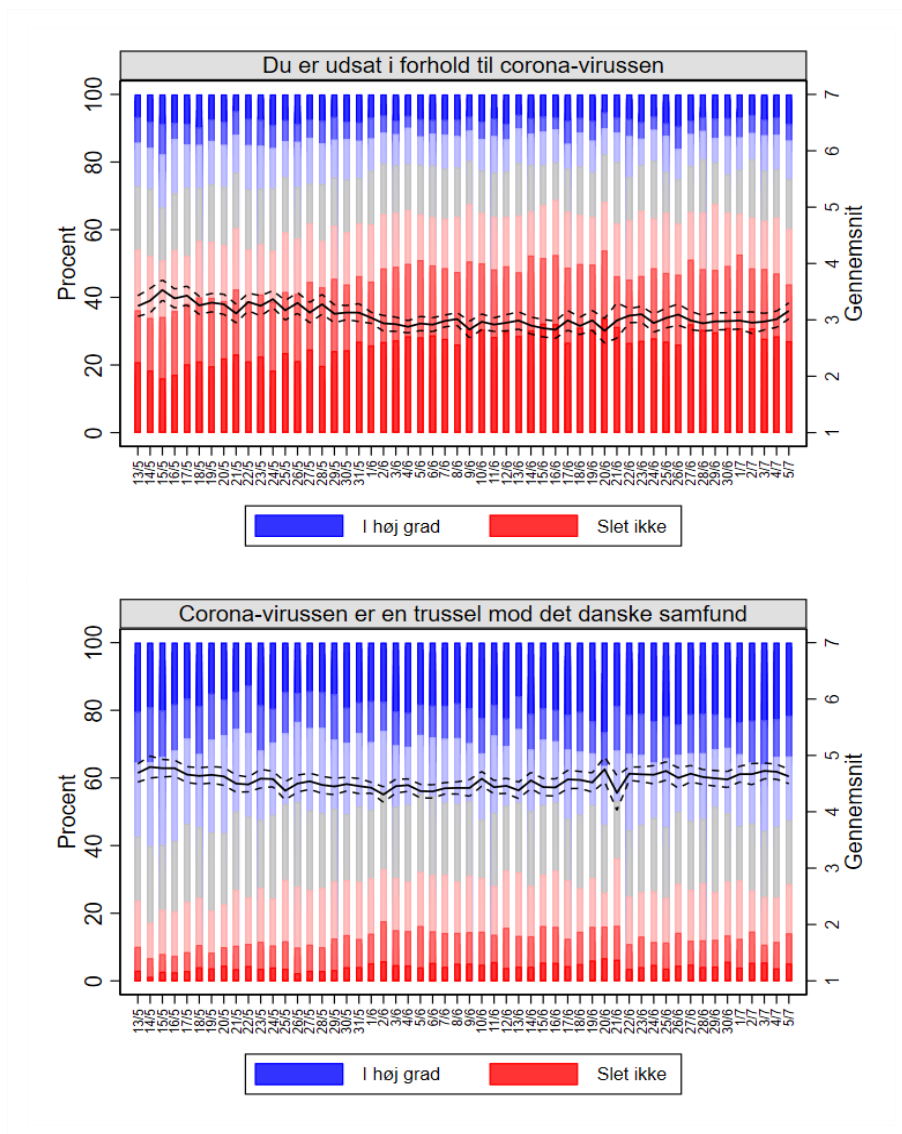 Du er udsat i forhold til corona-virussen
Procent
0 20 40 60 80 100
Gennemsnit
1 2 3 4 5 6 7
13/5 14/5 15/5 16/5 17/5 18/5 19/5 20/5 21/5 22/5 23/5 24/5 25/5 26/5 27/5 28/5 29/5 30/5 31/5 1/6 2/6 3/6 4/6 5/6 6/6 7/6 8/6 9/6 10/6 11/6 12/6 13/6 14/6 15/6 16/6 17/6 18/6 19/6 20/6 21/6 22/6 23/6 24/6 25/6 26/6 27/6 28/6 29/6 30/6 1/7 2/7 3/7 4/7 5/7
I høj grad Slet ikke
Corona-virussen er en trussel mod det danske samfund
Procent
0 20 40 60 80 100
Gennemsnit
1 2 3 4 5 6 7
13/5 14/5 15/5 16/5 17/5 18/5 19/5 20/5 21/5 22/5 23/5 24/5 25/5 26/5 27/5 28/5 29/5 30/5 31/5 1/6 2/6 3/6 4/6 5/6 6/6 7/6 8/6 9/6 10/6 11/6 12/6 13/6 14/6 15/6 16/6 17/6 18/6 19/6 20/6 21/6 22/6 23/6 24/6 25/6 26/6 27/6 28/6 29/6 30/6 1/7 2/7 3/7 4/7 5/7
I høj grad Slet ikke